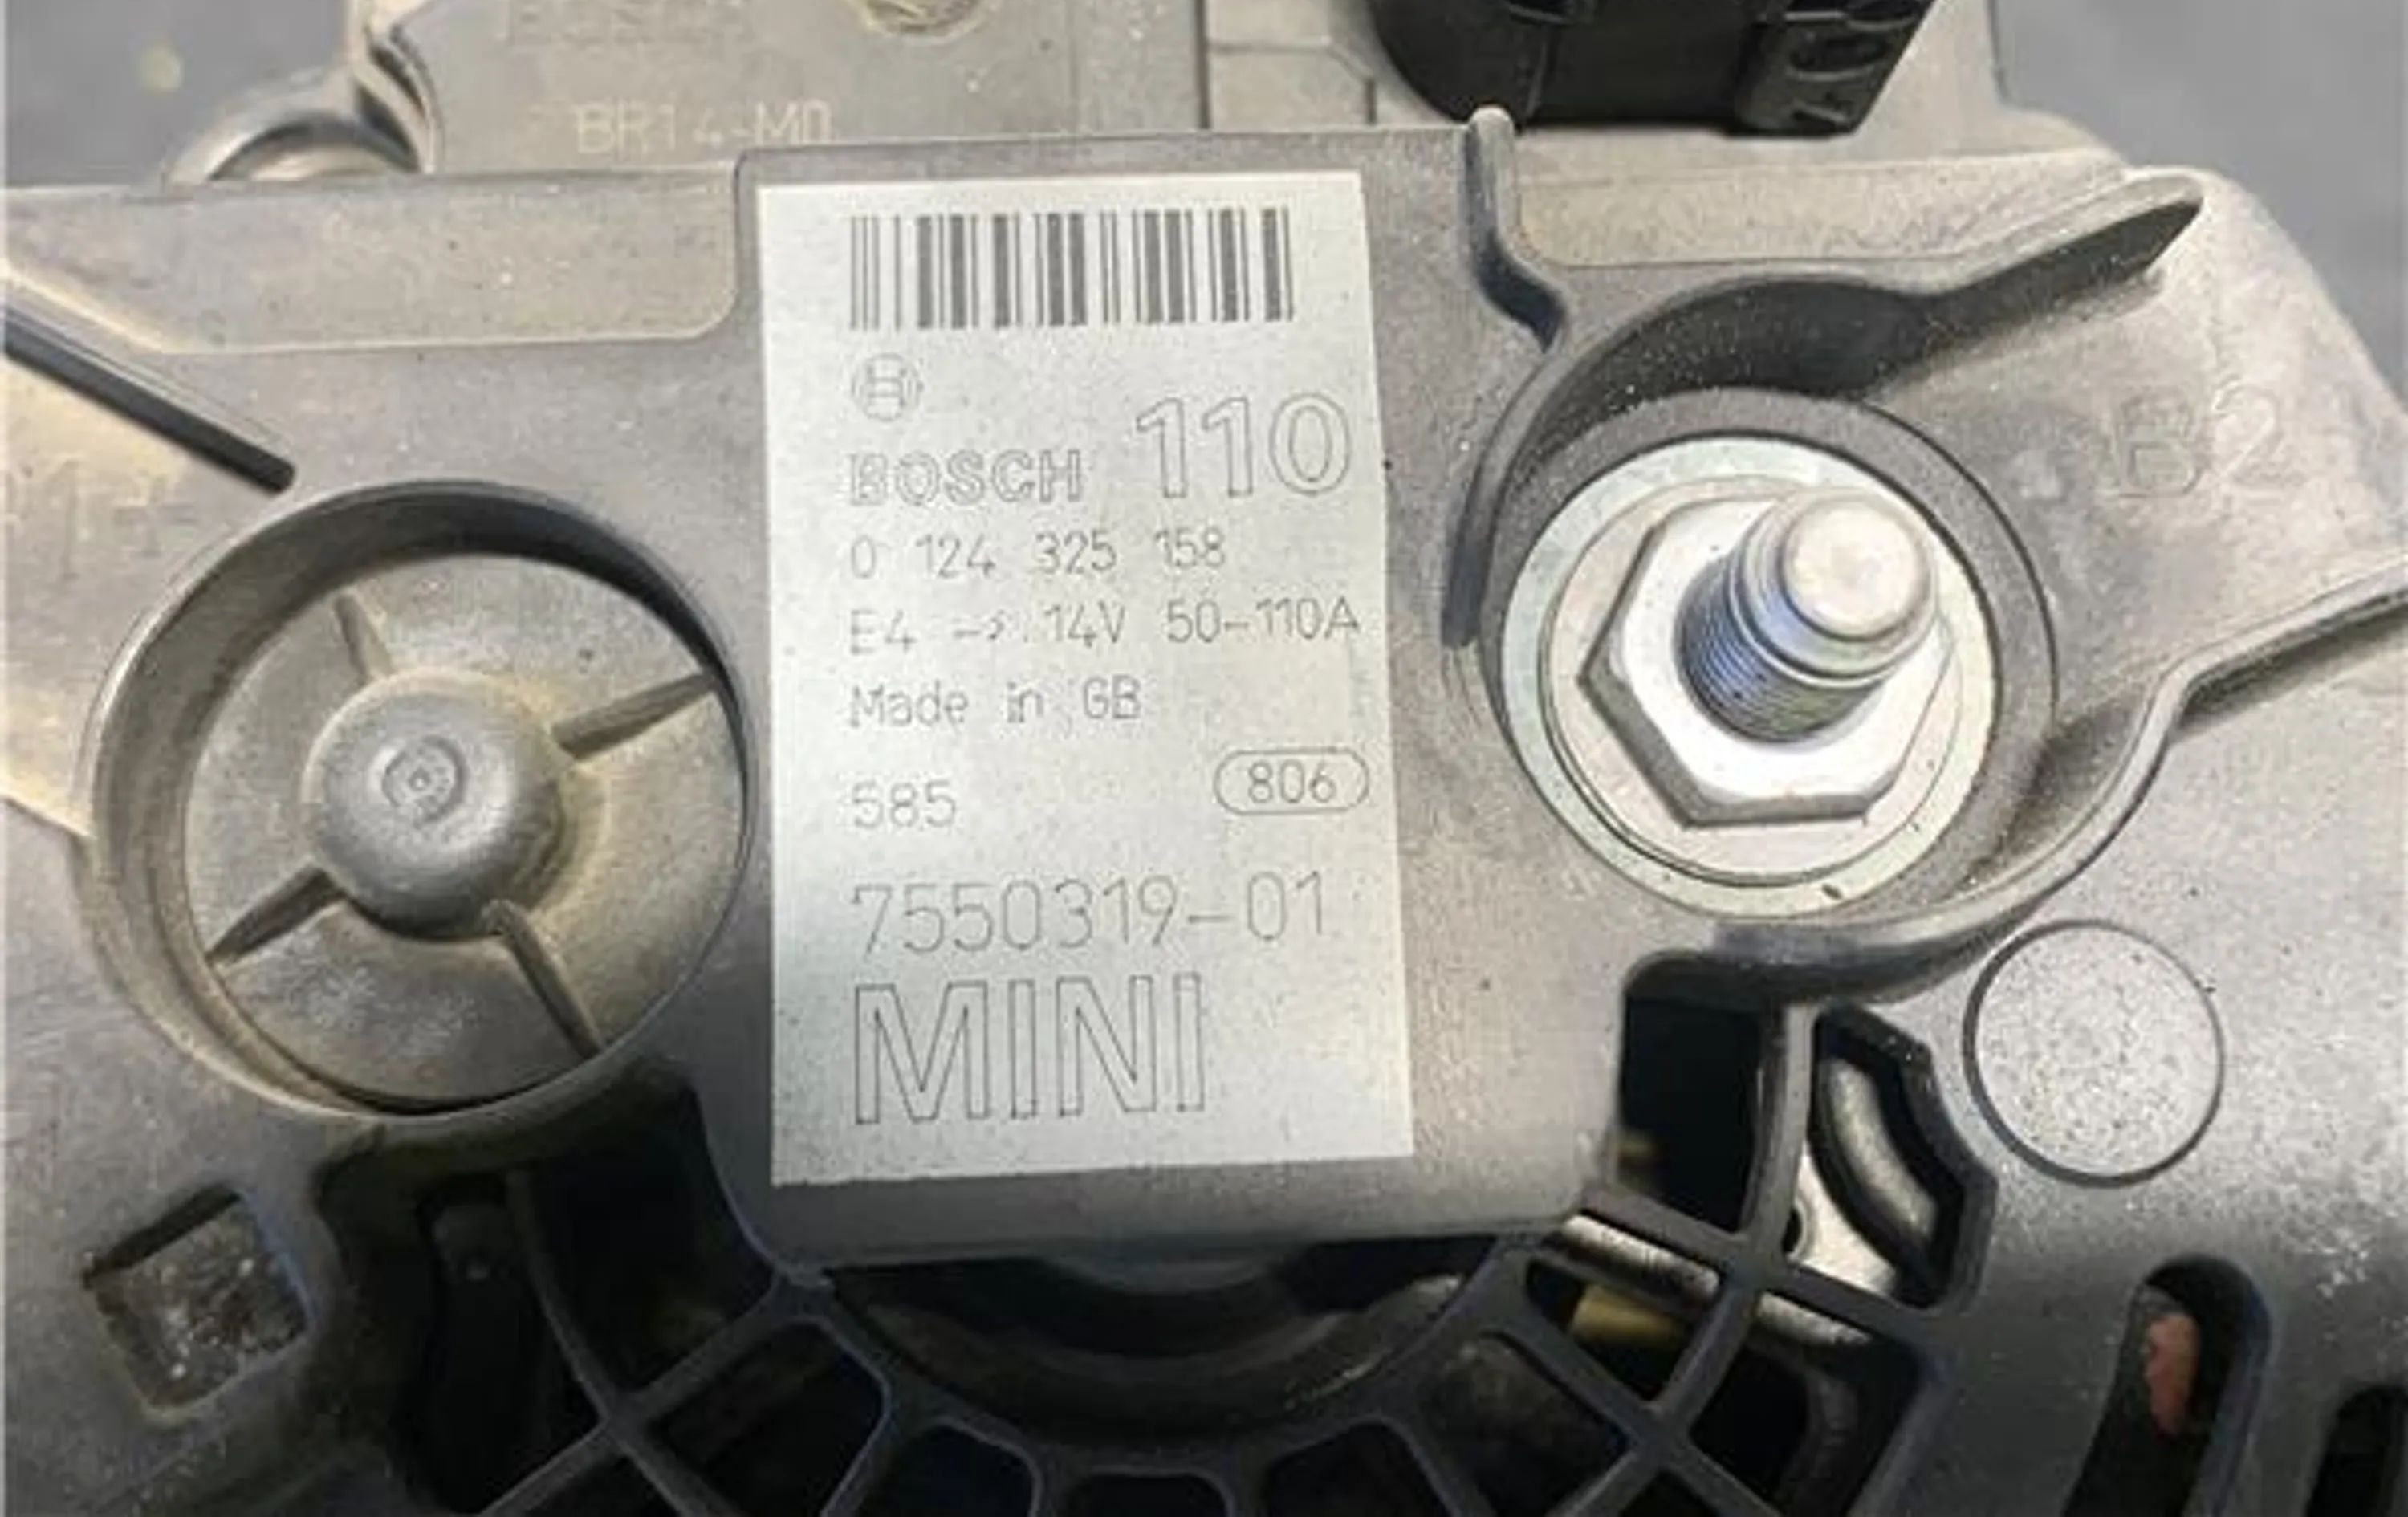 BR14-M0
BOSCH 110
0 124 325 158
E4 -> 14V 50-110A
Made in GB
585 806
7550319-01
MINI
B2